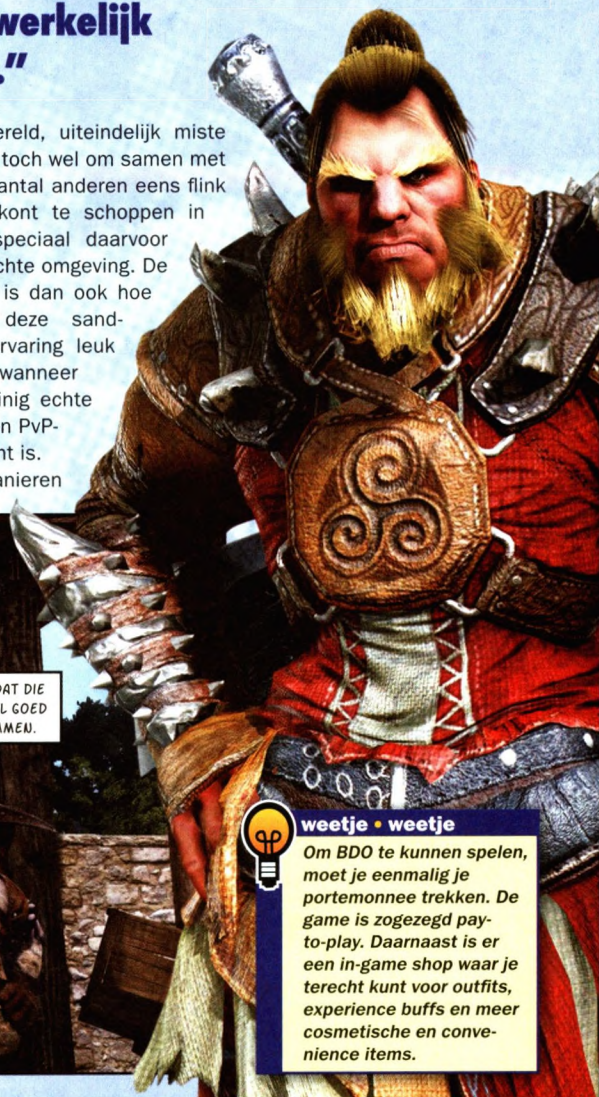 werkelijk
."
ereld, uiteindelijk miste
toch wel om samen met
antal anderen eens flink
kont te schoppen in
speciaal daarvoor
chte omgeving. De
is dan ook hoe
deze sand-
rvaring leuk
wanneer
inig echte
n PvP-
nt is.
anieren
DAT DIE
L GOED
AMEN.
weetje • weetje
Om BDO te kunnen spelen,
moet je eenmalig je
portemonnee trekken. De
game is zogezegd pay-
to-play. Daarnaast is er
een in-game shop waar je
terecht kunt voor outfits,
experience buffs en meer
cosmetische en conve-
nience items.